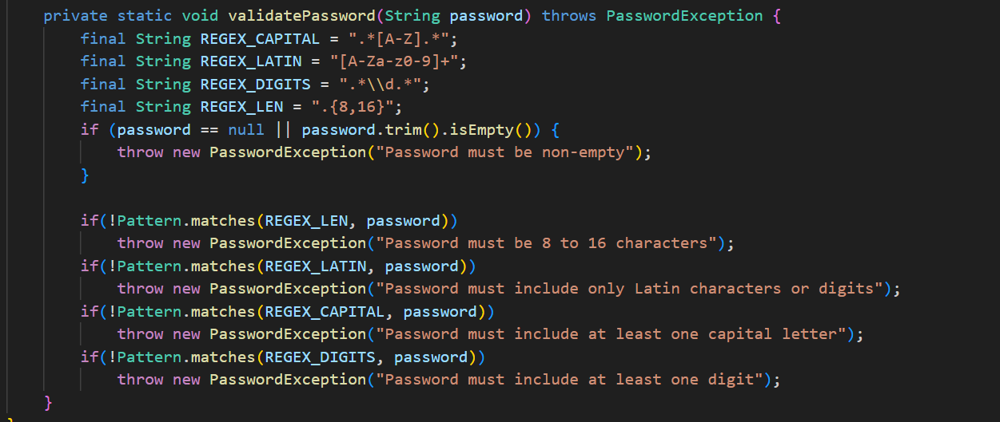 private static void validatePassword(String password) throws PasswordException {
    final String REGEX_CAPITAL = ".*[A-Z].*";
    final String REGEX_LATIN = "[A-Za-z0-9]+";
    final String REGEX_DIGITS = ".*\\d.*";
    final String REGEX_LEN = ".{8,16}";
    if (password == null || password.trim().isEmpty()) {
        throw new PasswordException("Password must be non-empty");
    }

    if(!Pattern.matches(REGEX_LEN, password))
        throw new PasswordException("Password must be 8 to 16 characters");
    if(!Pattern.matches(REGEX_LATIN, password))
        throw new PasswordException("Password must include only Latin characters or digits");
    if(!Pattern.matches(REGEX_CAPITAL, password))
        throw new PasswordException("Password must include at least one capital letter");
    if(!Pattern.matches(REGEX_DIGITS, password))
        throw new PasswordException("Password must include at least one digit");
}
}